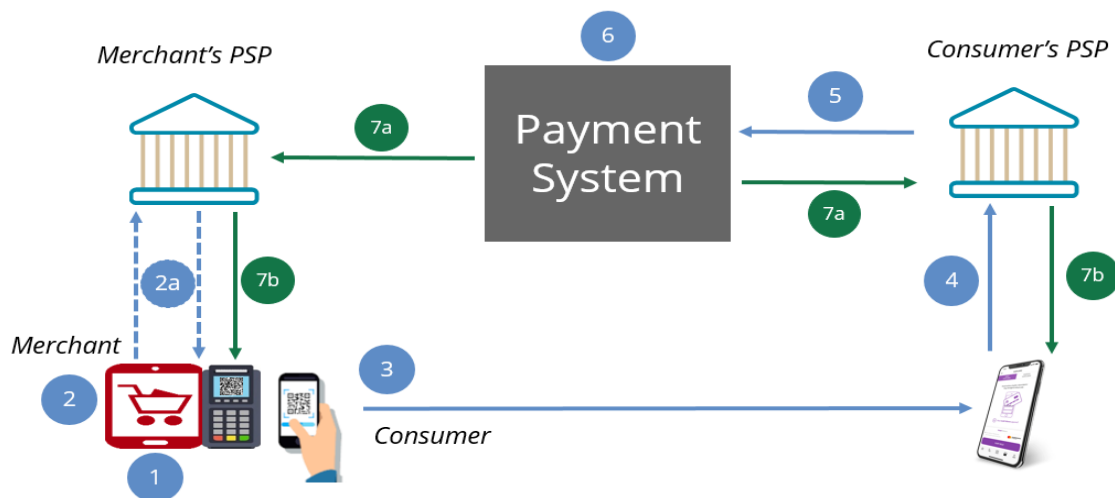 6
Merchant's PSP
Consumer's PSP
5
7a
Payment
System
7a
2a
7b
4
7b
Merchant
3
2
Consumer
1